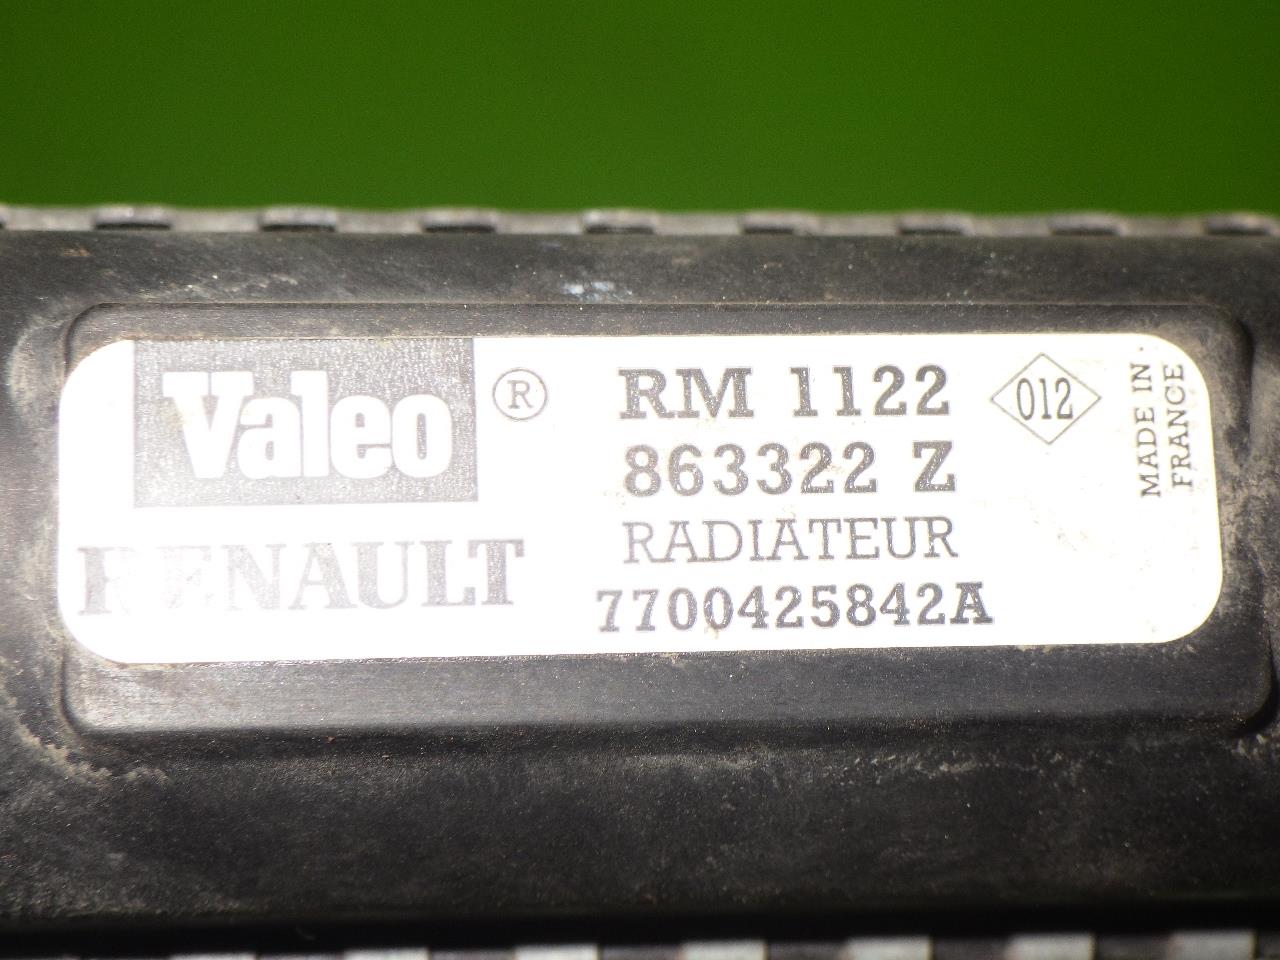 Valeo ®
RENAULT
RM 1122
863322 Z
RADIATEUR
7700425842A
012
MADE IN
FRANCE